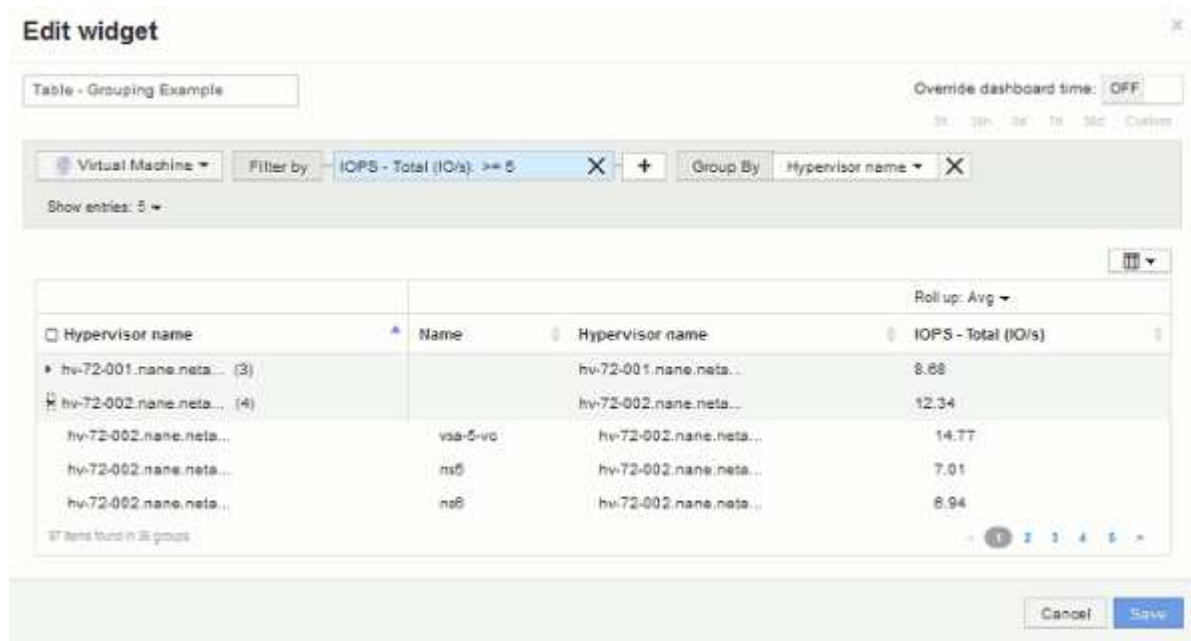 Edit widget
Table - Grouping Example
Override dashboard time: OFF
Custom
Virtual Machine
Filter by
IOPS - Total (IO/s): >= 5
Group By
Hypervisor name
Show entries: 5
Roll up: Avg
Hypervisor name Name Hypervisor name IOPS - Total (IO/s)
hv-72-001.nane.neta... (3) hv-72-001.nane.neta... 8.68
hv-72-002.nane.neta... (4) hv-72-002.nane.neta... 12.34
hv-72-002.nane.neta... vsa-5-vc hv-72-002.nane.neta... 14.77
hv-72-002.nane.neta... ns5 hv-72-002.nane.neta... 7.01
hv-72-002.nane.neta... ns6 hv-72-002.nane.neta... 6.94
items found in groups
1 2 3 4 5
Cancel Save